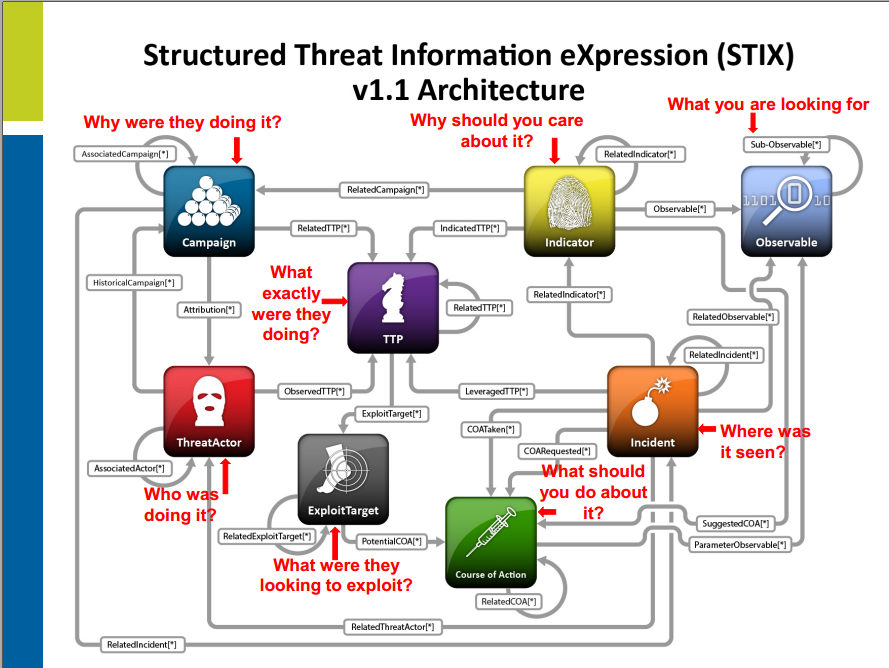 Structured Threat Information eXpression (STIX)
v1.1 Architecture
What you are looking for
Why were they doing it?
Why should you care
about it?
AssociatedCampaign[*]
RelatedIndicator[*]
Sub-Observable[*]
RelatedCampaign[*]
Observable[*]
1101 0 10
Campaign
RelatedTTP[*]
IndicatedTTP[*]
Indicator
Observable
What
exactly
were they
doing?
HistoricalCampaign[*]
RelatedIndicator[*]
Attribution[*]
RelatedTTP[*]
RelatedObservable[*]
TTP
RelatedIncident[*]
ObservedTTP[*]
LeveragedTTP[*]
ExploitTarget[*]
COATaken[*]
ThreatActor
Incident
Where was
it seen?
COARequested[*]
AssociatedActor[*]
What should
you do about
it?
Who was
doing it?
ExploitTarget
SuggestedCOA[*]
RelatedExploitTarget[*]
PotentialCOA[*]
ParameterObservable[*]
What were they
looking to exploit?
Course of Action
RelatedCOA[*]
RelatedThreatActor[*]
RelatedIncident[*]